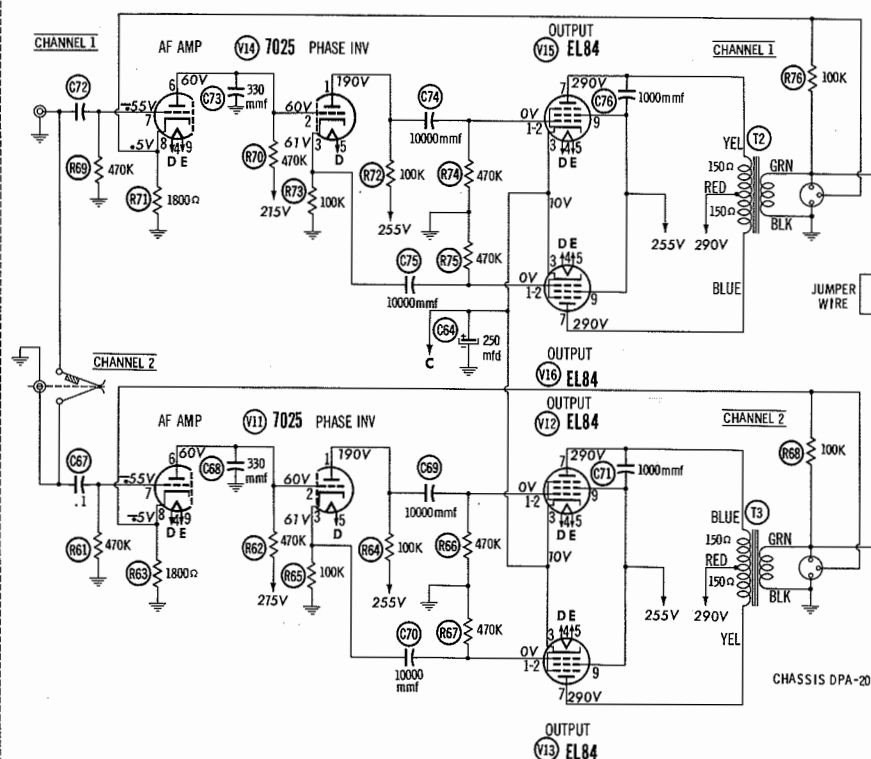 CHANNEL 1
AF AMP V14 7025 PHASE INV
OUTPUT
V15 EL84
CHANNEL 1
R76 100K
C72
6 60V
C73 330 mmf
190V
1
C74
10000mmf
290V
7
C76 1000mmf
-.55V
7
60V
2
0V
1-2
9
.5V
8 4 9
D E
61V
3 5
D
3 4 5
D E
YEL
T2
150Ω
RED
150Ω
GRN
BLK
R69 470K
R70 470K
R71 1800Ω
R73 100K
R72 100K
R74 470K
215V
255V
10V
255V
290V
C75
10000mmf
R75 470K
D E
3 4 5
0V
1-2
9
7 290V
BLUE
JUMPER
WIRE
C64 250 mfd
C
CHANNEL 2
OUTPUT
V16 EL84
AF AMP V11 7025 PHASE INV
OUTPUT
V12 EL84
CHANNEL 2
R68 100K
C67
.1
6 60V
C68 330 mmf
190V
1
C69
10000mmf
290V
7
C71 1000mmf
-.55V
7
60V
2
0V
1-2
9
.5V
8 4 9
D E
61V
3 5
D
3 4 5
D E
BLUE
T3
150Ω
RED
150Ω
GRN
BLK
R61 470K
R62 470K
R63 1800Ω
R65 100K
R64 100K
R66 470K
275V
255V
10V
255V
290V
C70
10000 mmf
R67 470K
D E
3 4 5
0V
1-2
9
7 290V
YEL
CHASSIS DPA-20
OUTPUT
V13 EL84